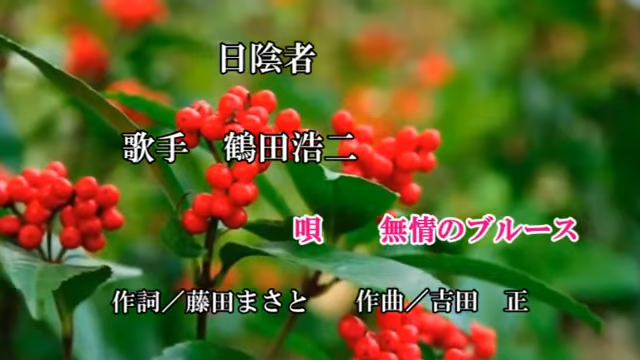 日陰者
歌手　鶴田浩二
唄　　無情のブルース
作詞／藤田まさと　　作曲／吉田　正